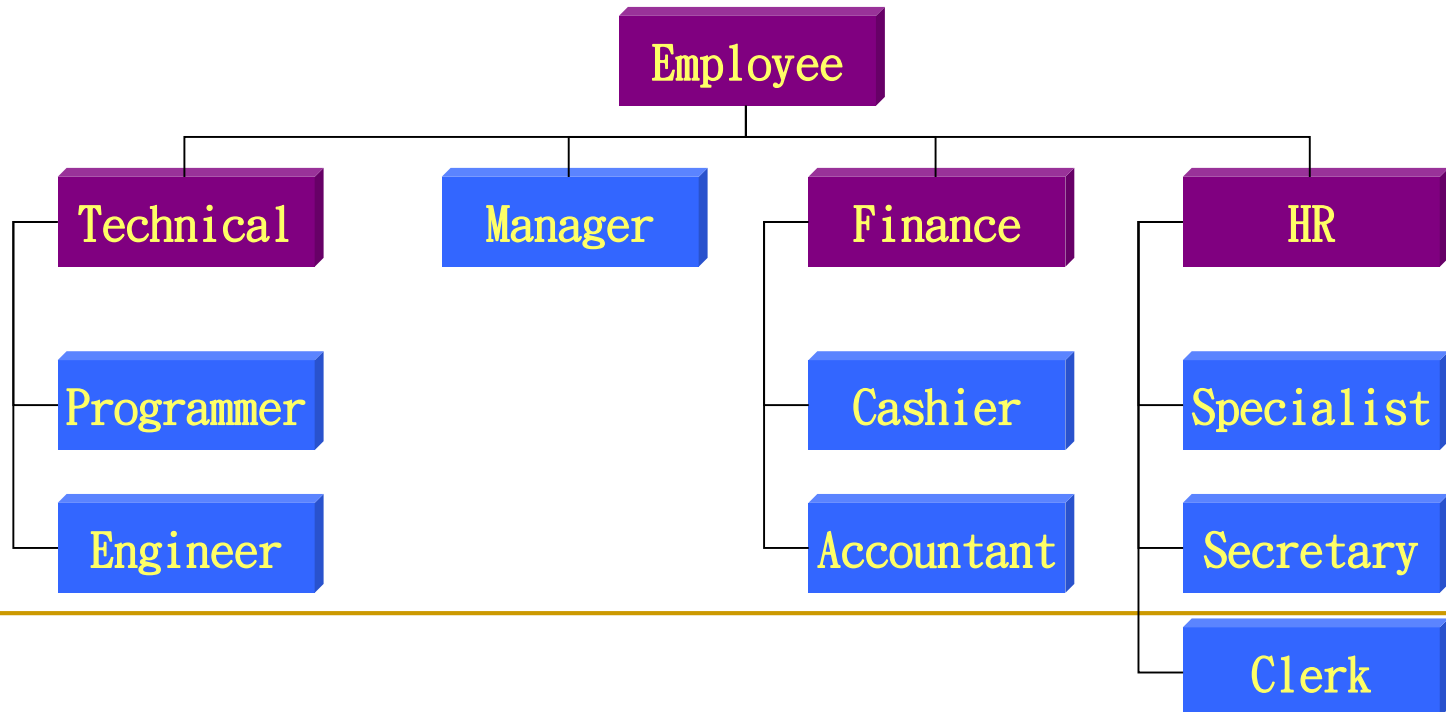 Employee
Technical
Manager
Finance
HR
Programmer
Cashier
Specialist
Engineer
Accountant
Secretary
Clerk